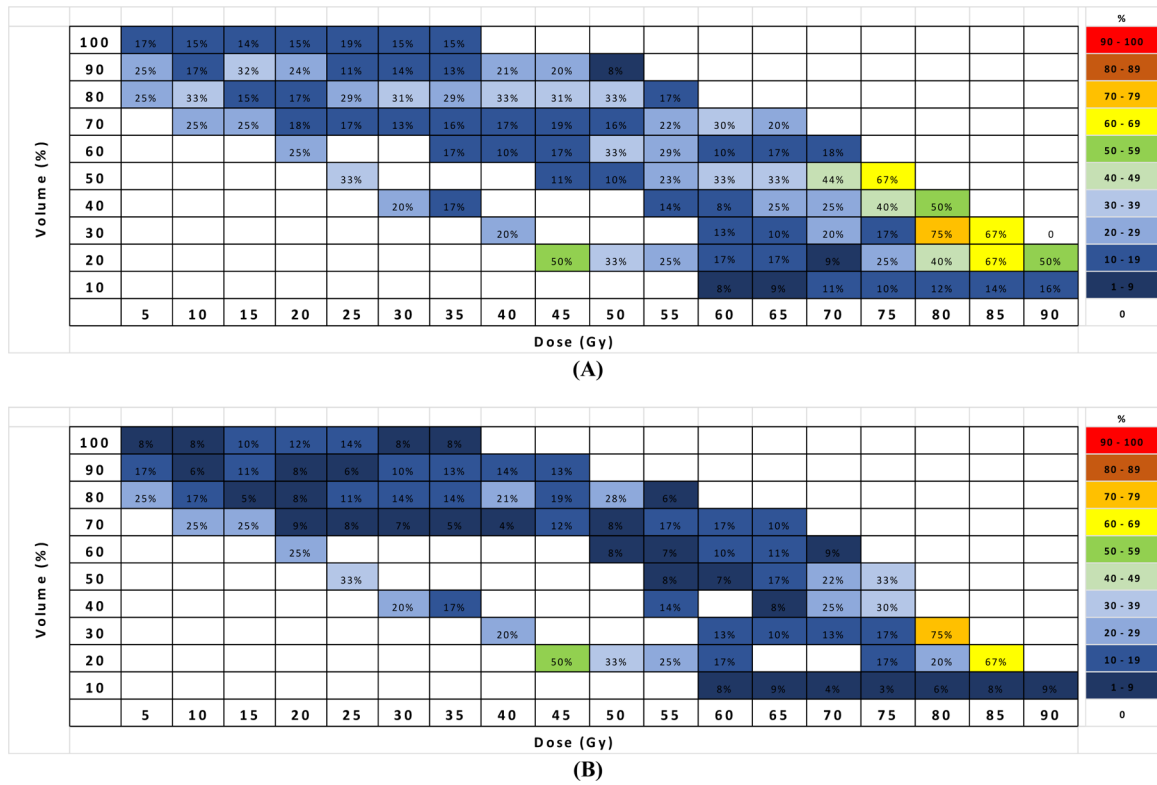 %
100 17% 15% 14% 15% 19% 15% 15% 90 - 100
90 25% 17% 32% 24% 11% 14% 13% 21% 20% 8% 80 - 89
80 25% 33% 15% 17% 29% 31% 29% 33% 31% 33% 17% 70 - 79
70 25% 25% 18% 17% 13% 16% 17% 19% 16% 22% 30% 20% 60 - 69
60 25% 17% 10% 17% 33% 29% 10% 17% 18% 50 - 59
50 33% 11% 10% 23% 33% 33% 44% 67% 40 - 49
40 20% 17% 14% 8% 25% 25% 40% 50% 30 - 39
30 20% 13% 10% 20% 17% 75% 67% 0 20 - 29
20 50% 33% 25% 17% 17% 9% 25% 40% 67% 50% 10 - 19
10 8% 9% 11% 10% 12% 14% 16% 1 - 9
5 10 15 20 25 30 35 40 45 50 55 60 65 70 75 80 85 90 0
Volume (%)
Dose (Gy)
(A)
%
100 8% 8% 10% 12% 14% 8% 8% 90 - 100
90 17% 6% 11% 8% 6% 10% 13% 14% 13% 80 - 89
80 25% 17% 5% 8% 11% 14% 14% 21% 19% 28% 6% 70 - 79
70 25% 25% 9% 8% 7% 5% 4% 12% 8% 17% 17% 10% 60 - 69
60 25% 8% 7% 10% 11% 9% 50 - 59
50 33% 8% 7% 17% 22% 33% 40 - 49
40 20% 17% 14% 8% 25% 30% 30 - 39
30 20% 13% 10% 13% 17% 75% 20 - 29
20 50% 33% 25% 17% 17% 20% 67% 10 - 19
10 8% 9% 4% 3% 6% 8% 9% 1 - 9
5 10 15 20 25 30 35 40 45 50 55 60 65 70 75 80 85 90 0
Volume (%)
Dose (Gy)
(B)